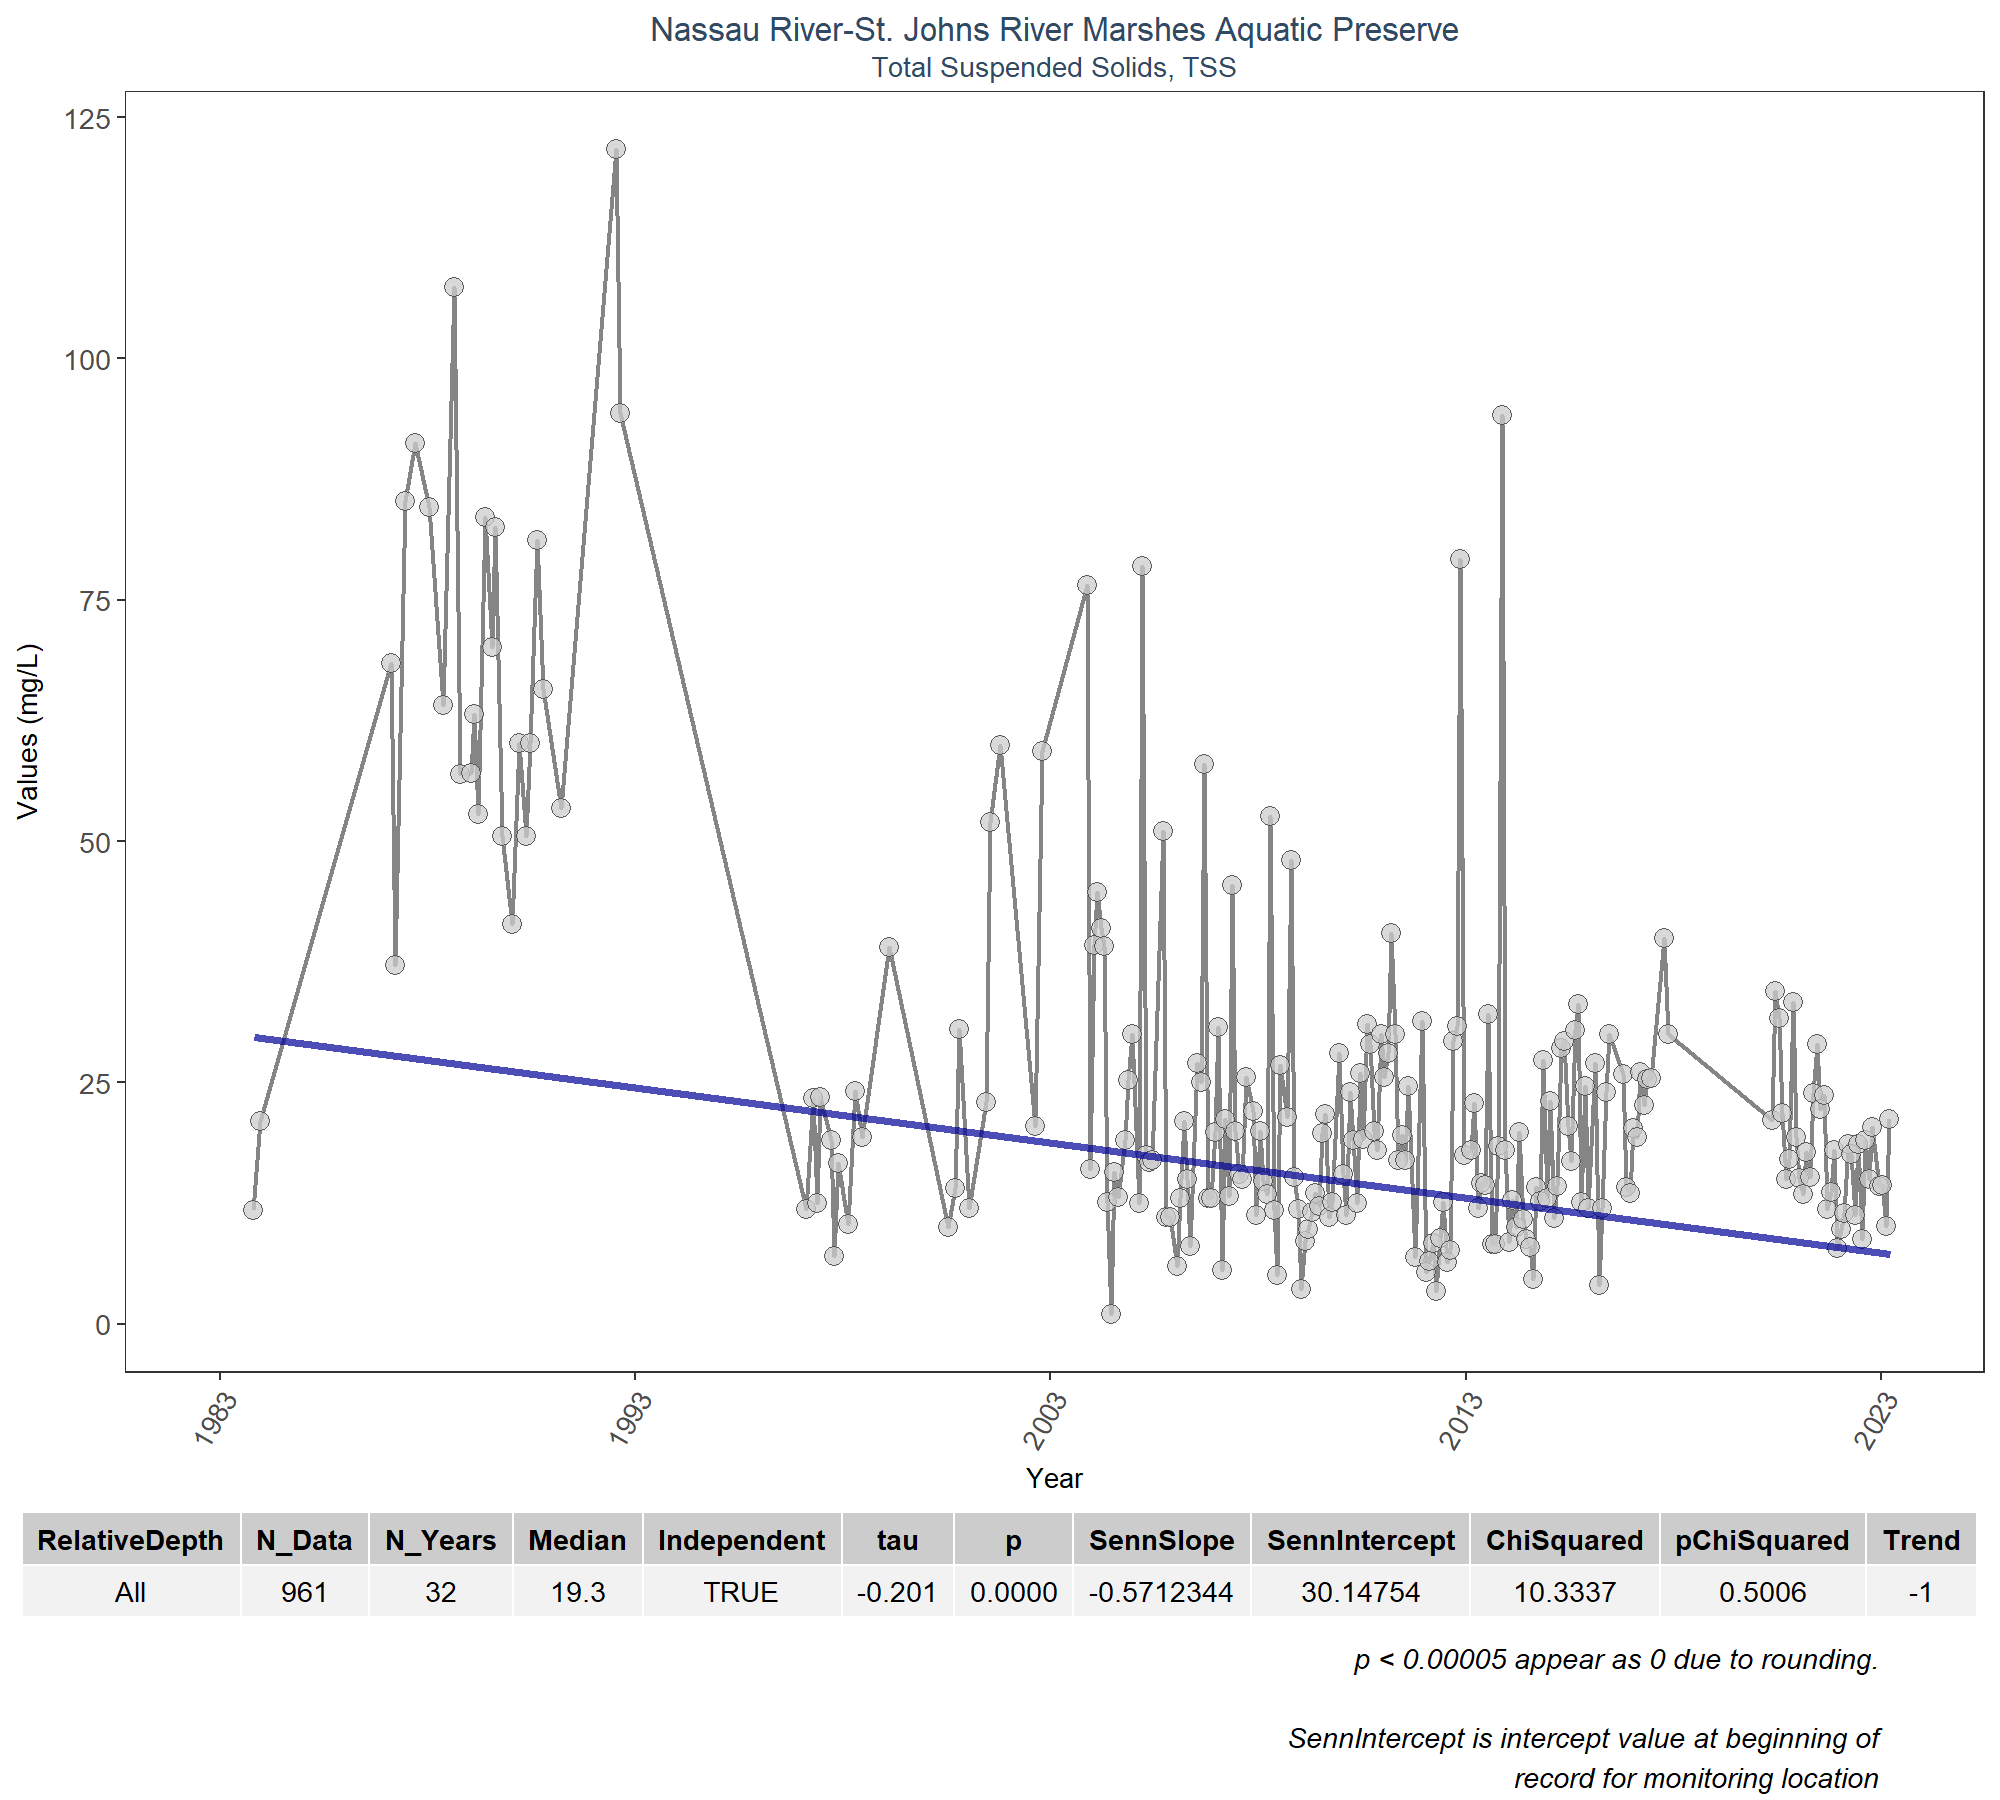 Nassau River-St. Johns River Marshes Aquatic Preserve
Total Suspended Solids, TSS
125
100
75
50
25
0
Values (mg/L)
1983
1993
2003
2013
2023
Year
RelativeDepth N_Data N_Years Median Independent tau p SennSlope SennIntercept ChiSquared pChiSquared Trend
All 961 32 19.3 TRUE -0.201 0.0000 -0.5712344 30.14754 10.3337 0.5006 -1
p < 0.00005 appear as 0 due to rounding.
SennIntercept is intercept value at beginning of
record for monitoring location